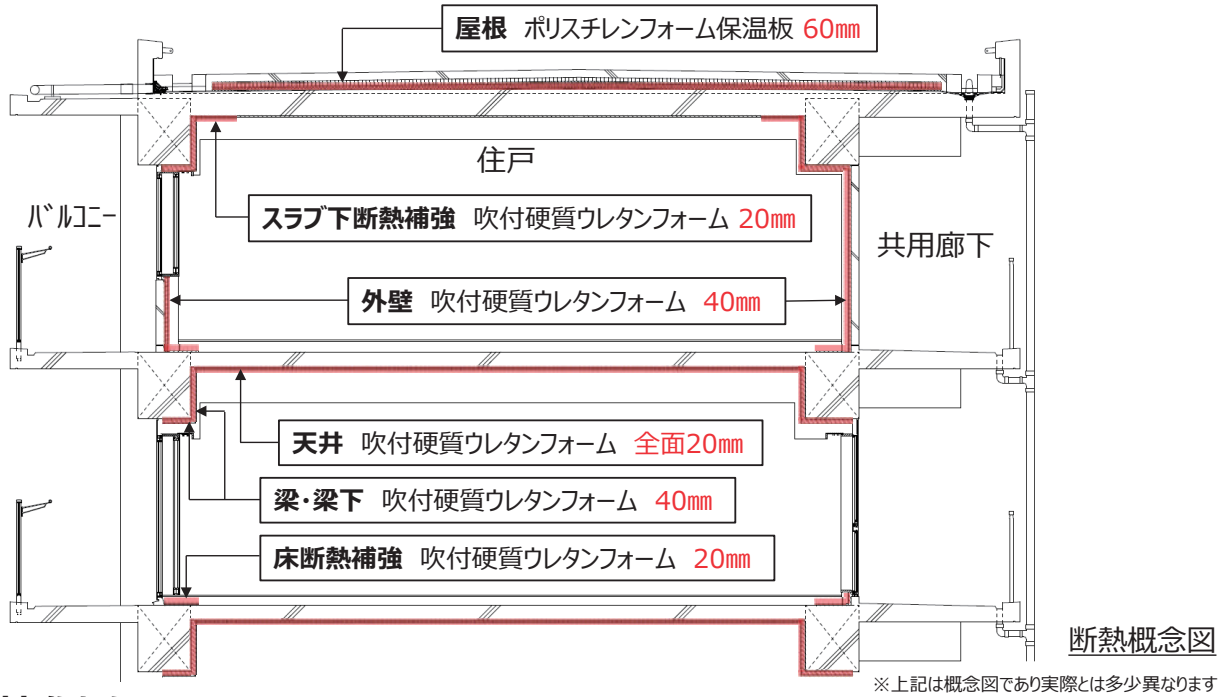 屋根 ポリスチレンフォーム保温板 60㎜
住戸
バルコニー
スラブ下断熱補強 吹付硬質ウレタンフォーム 20㎜
共用廊下
外壁 吹付硬質ウレタンフォーム 40㎜
天井 吹付硬質ウレタンフォーム 全面20㎜
梁・梁下 吹付硬質ウレタンフォーム 40㎜
床断熱補強 吹付硬質ウレタンフォーム 20㎜
断熱概念図
※上記は概念図であり実際とは多少異なります